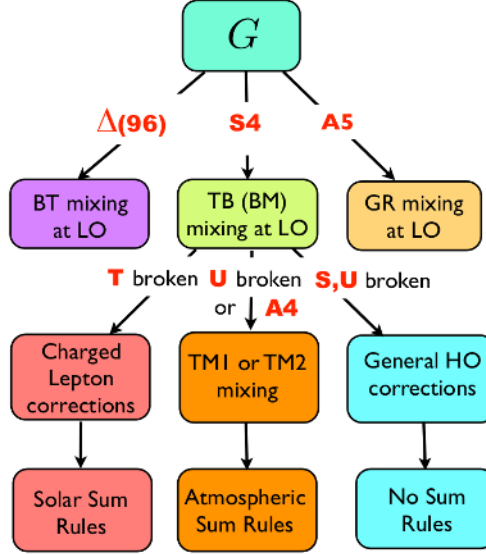 G
Δ(96) S4 A5
BT mixing
at LO
TB (BM)
mixing at LO
GR mixing
at LO
T broken U broken S,U broken
or A4
Charged
Lepton
corrections
TM1 or TM2
mixing
General HO
corrections
Solar Sum
Rules
Atmospheric
Sum Rules
No Sum
Rules